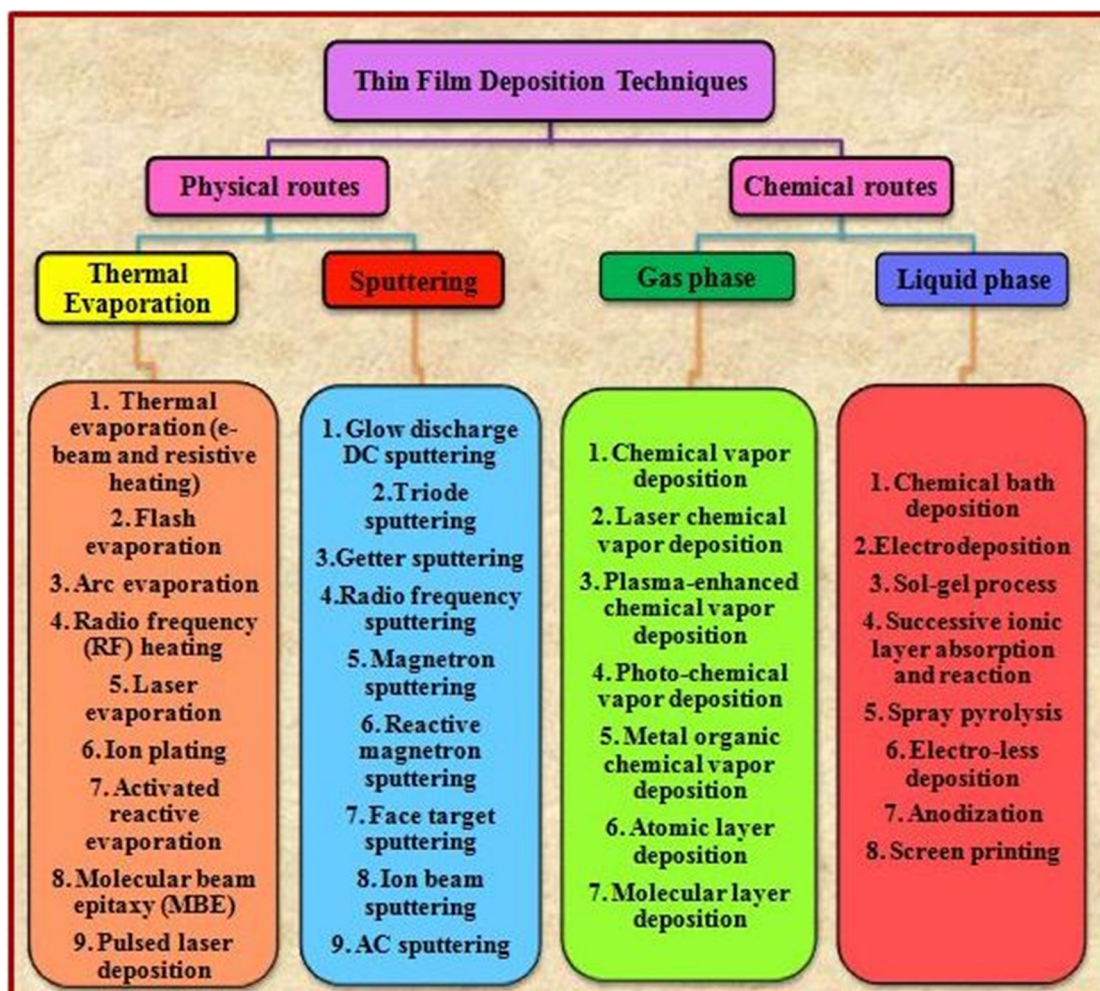 Thin Film Deposition Techniques
Physical routes
Chemical routes
Thermal
Evaporation
Sputtering
Gas phase
Liquid phase
1. Thermal
evaporation (e-
beam and resistive
heating)
2. Flash
evaporation
3. Arc evaporation
4. Radio frequency
(RF) heating
5. Laser
evaporation
6. Ion plating
7. Activated
reactive
evaporation
8. Molecular beam
epitaxy (MBE)
9. Pulsed laser
deposition
1. Glow discharge
DC sputtering
2.Triode
sputtering
3.Getter sputtering
4.Radio frequency
sputtering
5. Magnetron
sputtering
6. Reactive
magnetron
sputtering
7. Face target
sputtering
8. Ion beam
sputtering
9. AC sputtering
1. Chemical vapor
deposition
2. Laser chemical
vapor deposition
3. Plasma-enhanced
chemical vapor
deposition
4. Photo-chemical
vapor deposition
5. Metal organic
chemical vapor
deposition
6. Atomic layer
deposition
7. Molecular layer
deposition
1. Chemical bath
deposition
2.Electrodeposition
3. Sol-gel process
4. Successive ionic
layer absorption
and reaction
5. Spray pyrolysis
6. Electro-less
deposition
7. Anodization
8. Screen printing